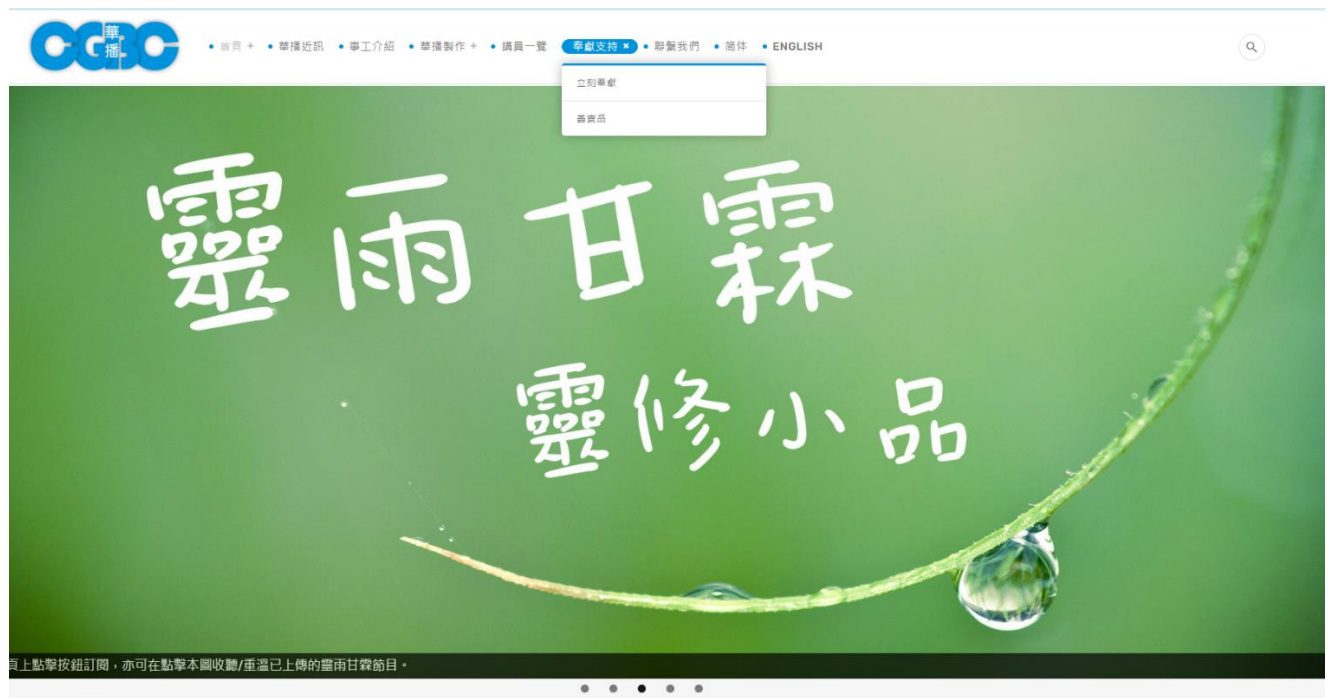 CGBC 華播
首頁 + 華播近訊 事工介紹 華播製作 + 講員一覽 奉獻支持 × 聯繫我們 简体 ENGLISH
立刻奉獻
義賣品
靈雨甘霖
靈修小品
頁上點擊按鈕訂閱，亦可在點擊本圖收聽/重溫已上傳的靈雨甘霖節目。